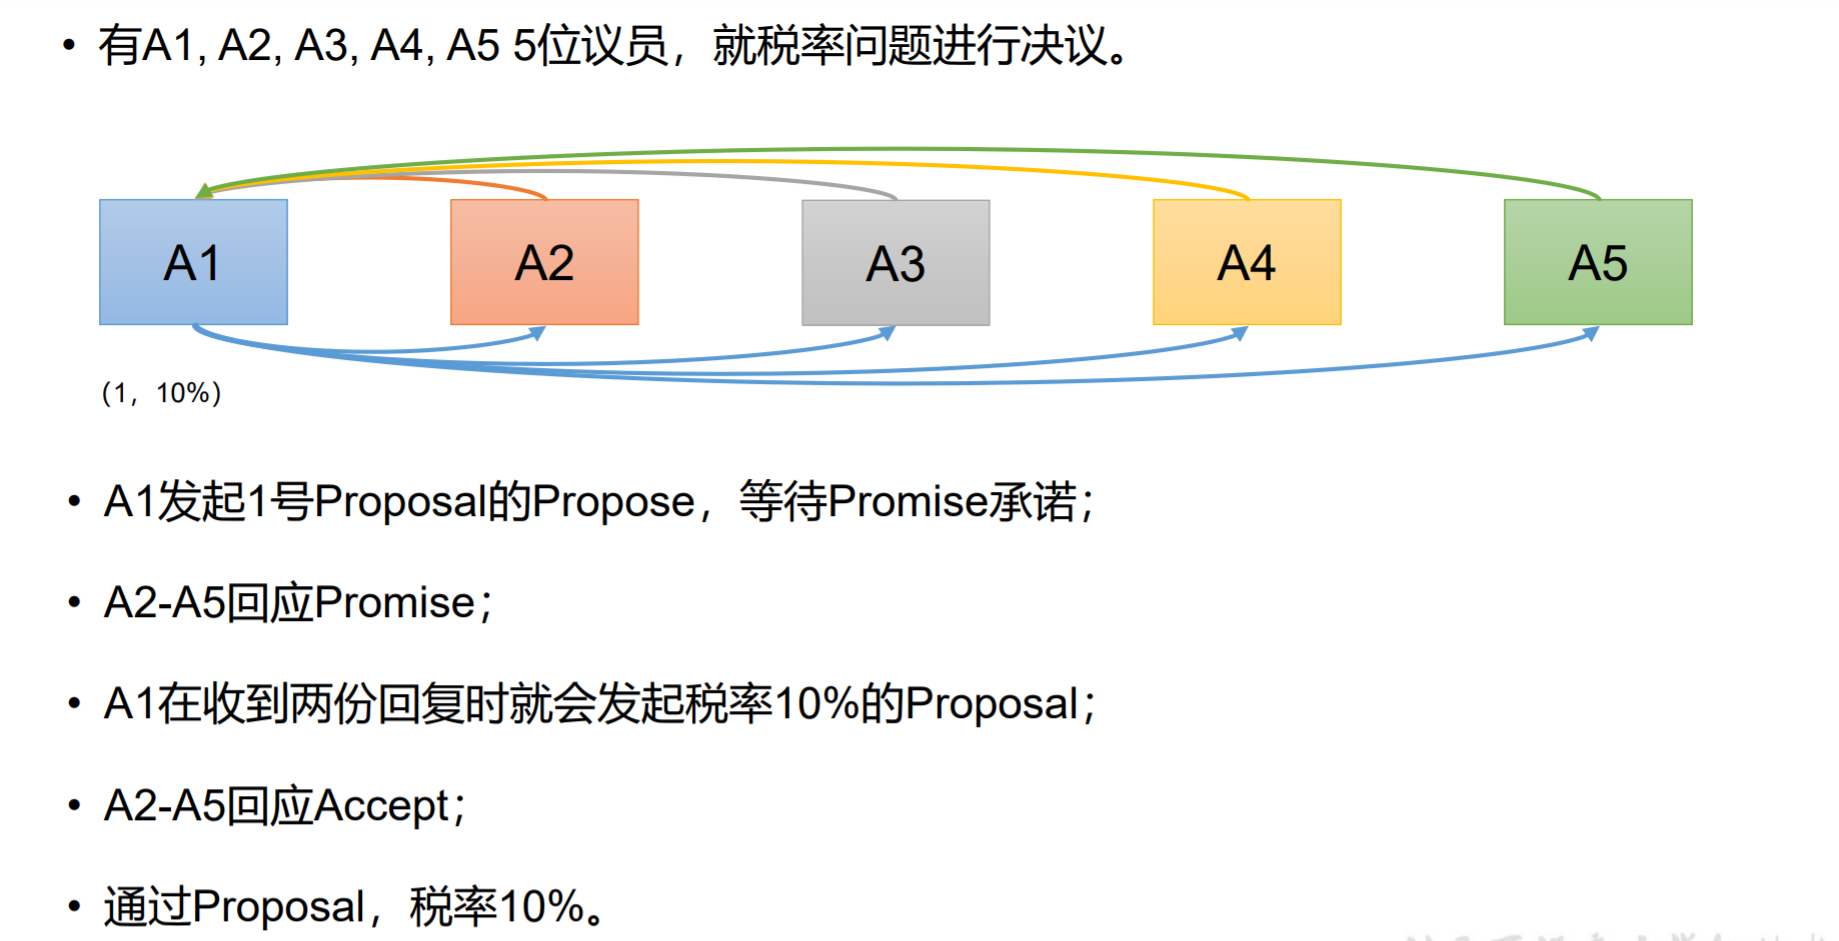 • 有A1, A2, A3, A4, A5 5位议员，就税率问题进行决议。
A1 A2 A3 A4 A5
（1，10%）
• A1发起1号Proposal的Propose，等待Promise承诺；
• A2-A5回应Promise；
• A1在收到两份回复时就会发起税率10%的Proposal；
• A2-A5回应Accept；
• 通过Proposal，税率10%。